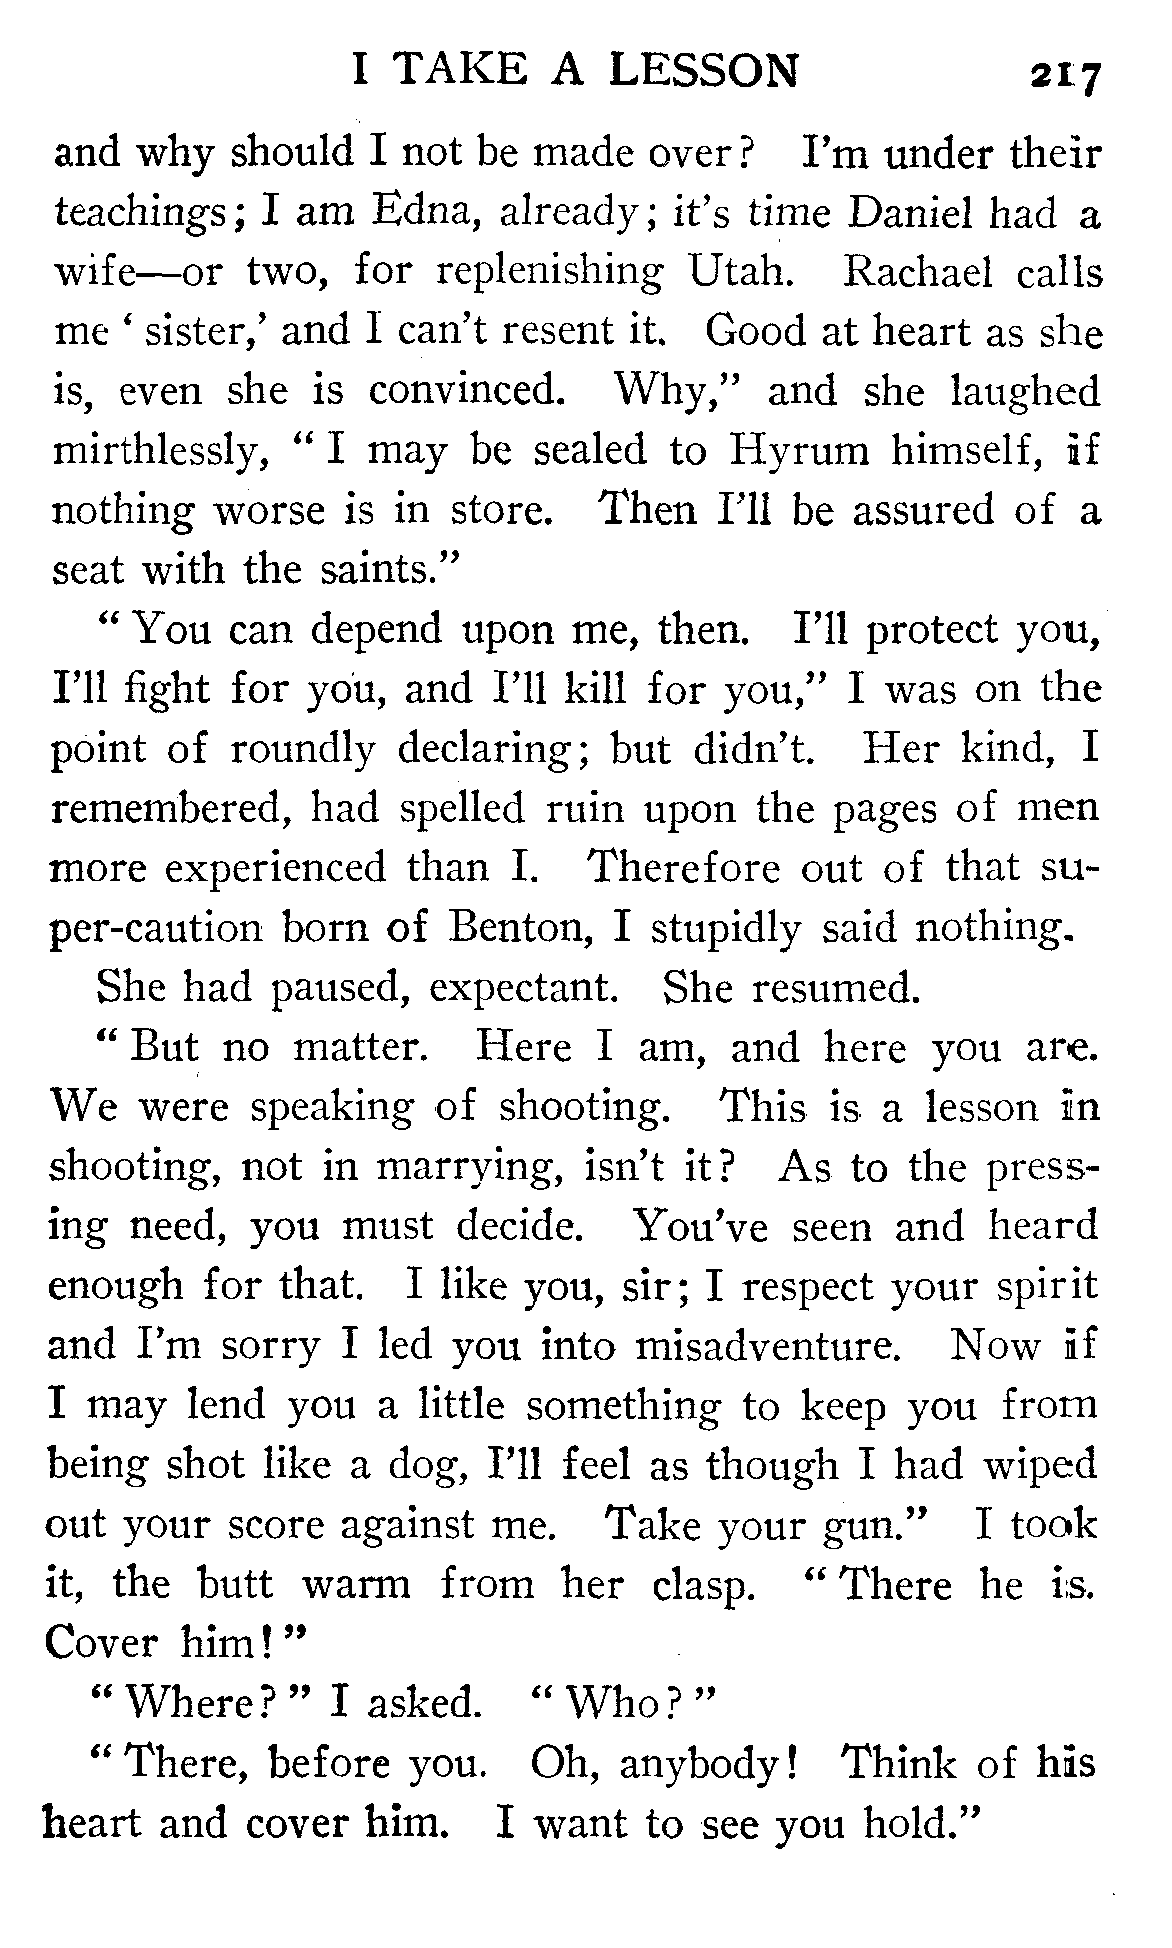 I TAKE A LESSON 217
and why should I not be made over? I'm under their
teachings; I am Edna, already; it's time Daniel had a
wife—or two, for replenishing Utah. Rachael calls
me ‘ sister,’ and I can't resent it. Good at heart as she
is, even she is convinced. Why,” and she laughed
mirthlessly, “ I may be sealed to Hyrum himself, if
nothing worse is in store. Then I'll be assured of a
seat with the saints.”
“ You can depend upon me, then. I'll protect you,
I'll fight for you, and I'll kill for you,” I was on the
point of roundly declaring; but didn't. Her kind, I
remembered, had spelled ruin upon the pages of men
more experienced than I. Therefore out of that su-
per-caution born of Benton, I stupidly said nothing.
She had paused, expectant. She resumed.
“ But no matter. Here I am, and here you are.
We were speaking of shooting. This is a lesson in
shooting, not in marrying, isn't it? As to the press-
ing need, you must decide. You've seen and heard
enough for that. I like you, sir; I respect your spirit
and I'm sorry I led you into misadventure. Now if
I may lend you a little something to keep you from
being shot like a dog, I'll feel as though I had wiped
out your score against me. Take your gun.” I took
it, the butt warm from her clasp. “ There he is.
Cover him! ”
“ Where? ” I asked. “ Who? ”
“ There, before you. Oh, anybody! Think of his
heart and cover him. I want to see you hold.”